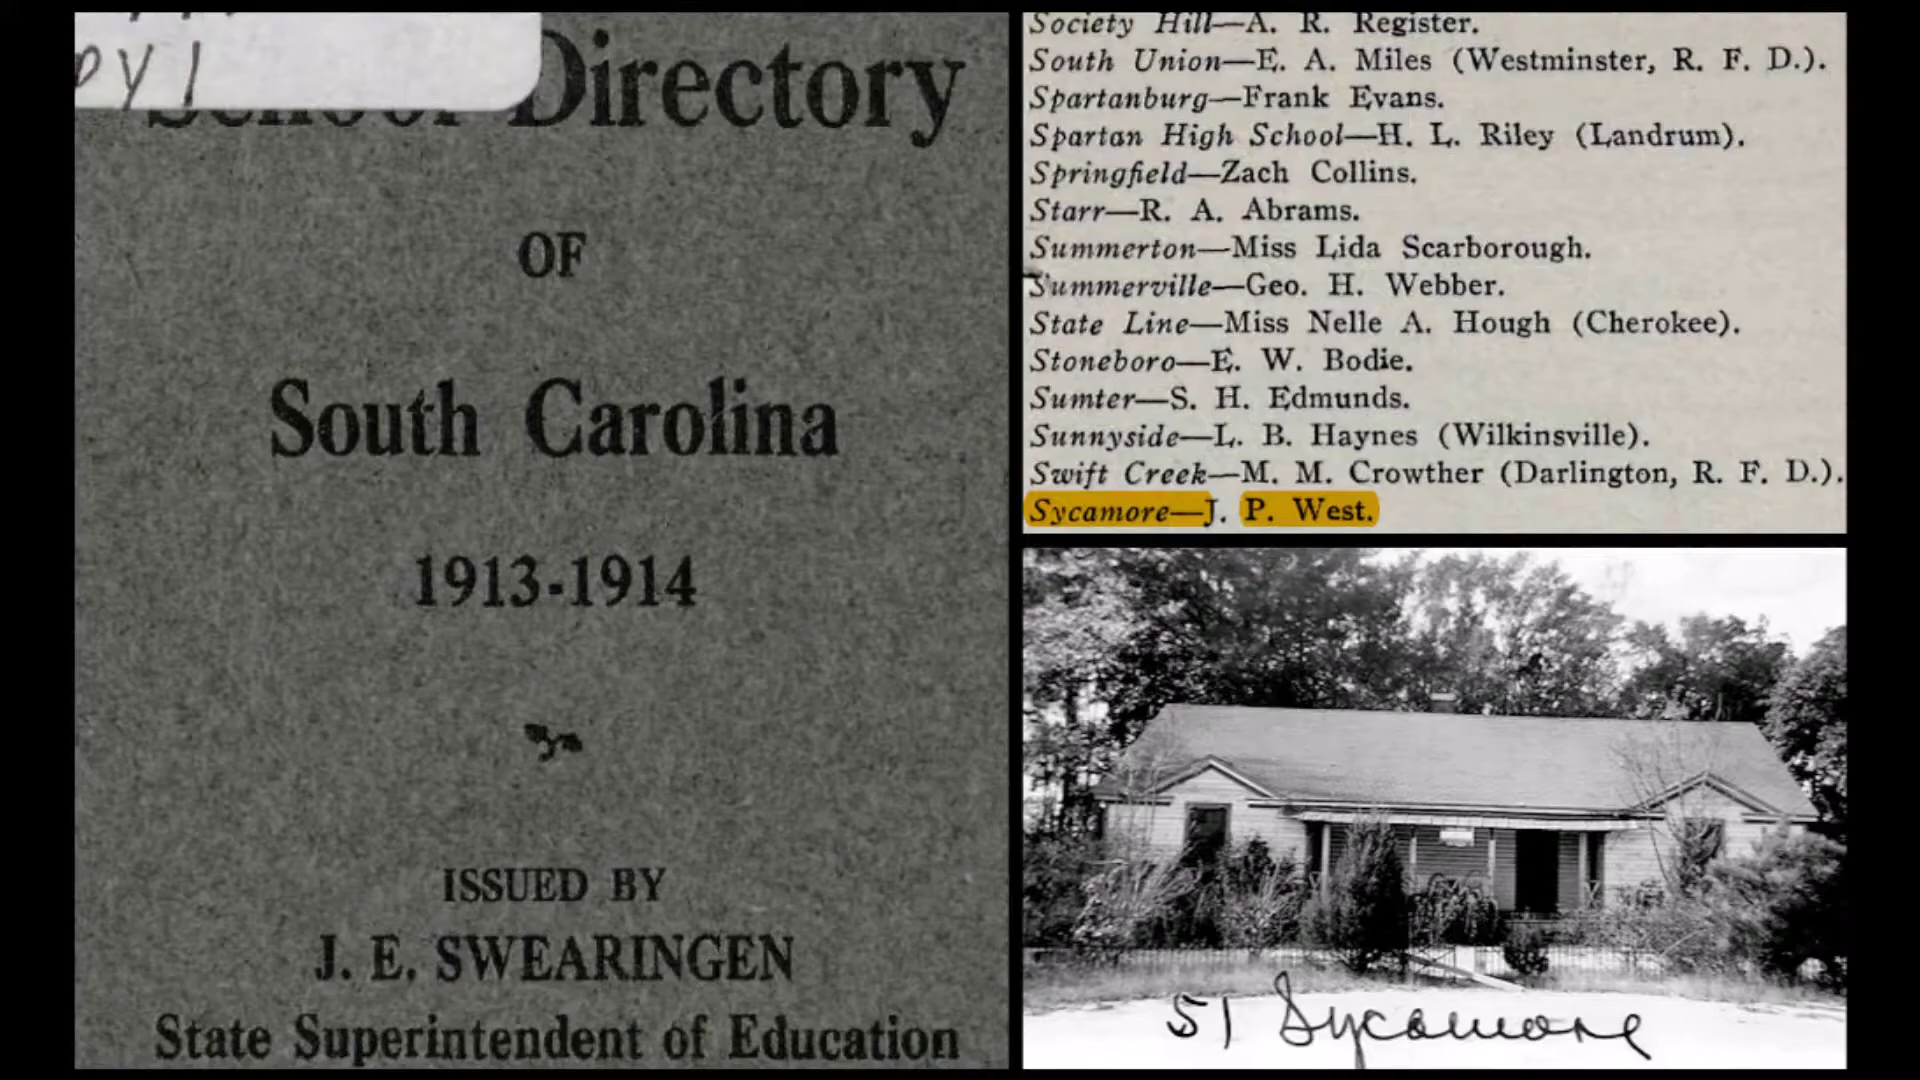 PY 1
School Directory
OF
South Carolina
1913-1914
ISSUED BY
J. E. SWEARINGEN
State Superintendent of Education
Society Hill—A. R. Register.
South Union—E. A. Miles (Westminster, R. F. D.).
Spartanburg—Frank Evans.
Spartan High School—H. L. Riley (Landrum).
Springfield—Zach Collins.
Starr—R. A. Abrams.
Summerton—Miss Lida Scarborough.
Summerville—Geo. H. Webber.
State Line—Miss Nelle A. Hough (Cherokee).
Stoneboro—E. W. Bodie.
Sumter—S. H. Edmunds.
Sunnyside—L. B. Haynes (Wilkinsville).
Swift Creek—M. M. Crowther (Darlington, R. F. D.).
Sycamore—J. P. West.
51 Sycamore